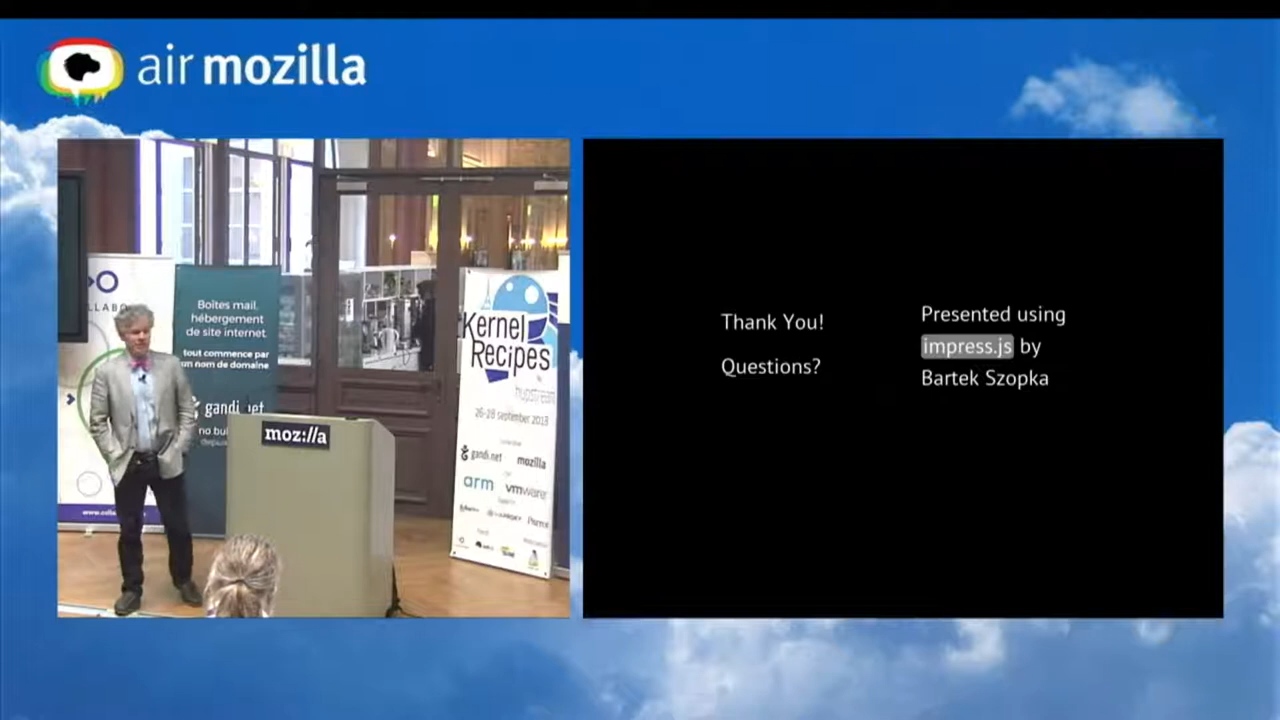 air mozilla
Boîtes mail,
hébergement
de site internet
tout commence par
un nom de domaine
gandi.net
moz://a
Kernel
Recipes
hupstream
26-28 september 2018
gandi.net
mozilla
arm
vmware
Thank You!
Questions?
Presented using
impress.js by
Bartek Szopka